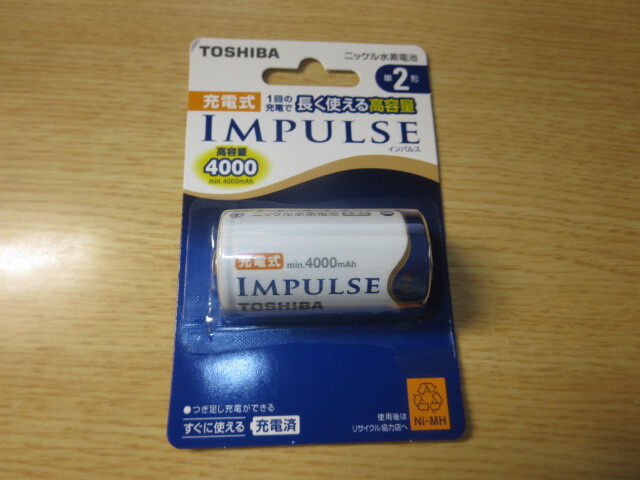 TOSHIBA
ニッケル水素電池
単2形
充電式
1回の
充電で
長く使える高容量
IMPULSE
インパルス
高容量
4000
min.4000mAh
ニッケル水素電池
充電式 min.4000mAh
IMPULSE
TOSHIBA
●つぎ足し充電ができる
すぐに使える 充電済
使用後は
リサイクル協力店へ
Ni-MH